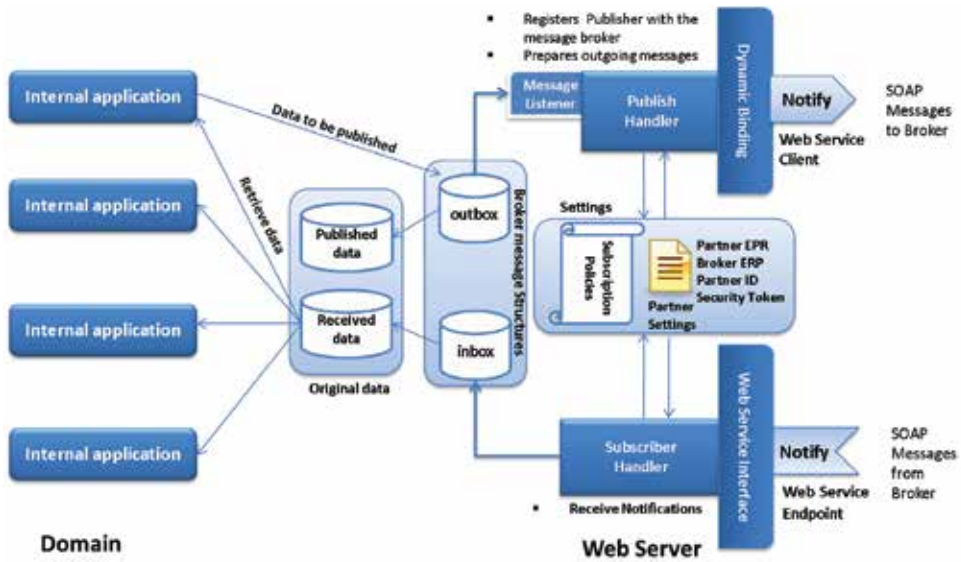 ▪ Registers Publisher with the
message broker
▪ Prepares outgoing messages
Internal application
Data to be published
Message
Listener
Publish
Handler
Dynamic Binding
Notify
SOAP
Messages
to Broker
Web Service
Client
Internal application
Retrieve data
Published
data
outbox
Broker message Structures
Settings
Subscription
Policies
Partner EPR
Broker ERP
Partner ID
Security Token
Partner
Settings
Internal application
Received
data
inbox
Original data
Internal application
Subscriber
Handler
Web Service Interface
Notify
SOAP
Messages
from
Broker
Web Service
Endpoint
▪ Receive Notifications
Domain
Web Server